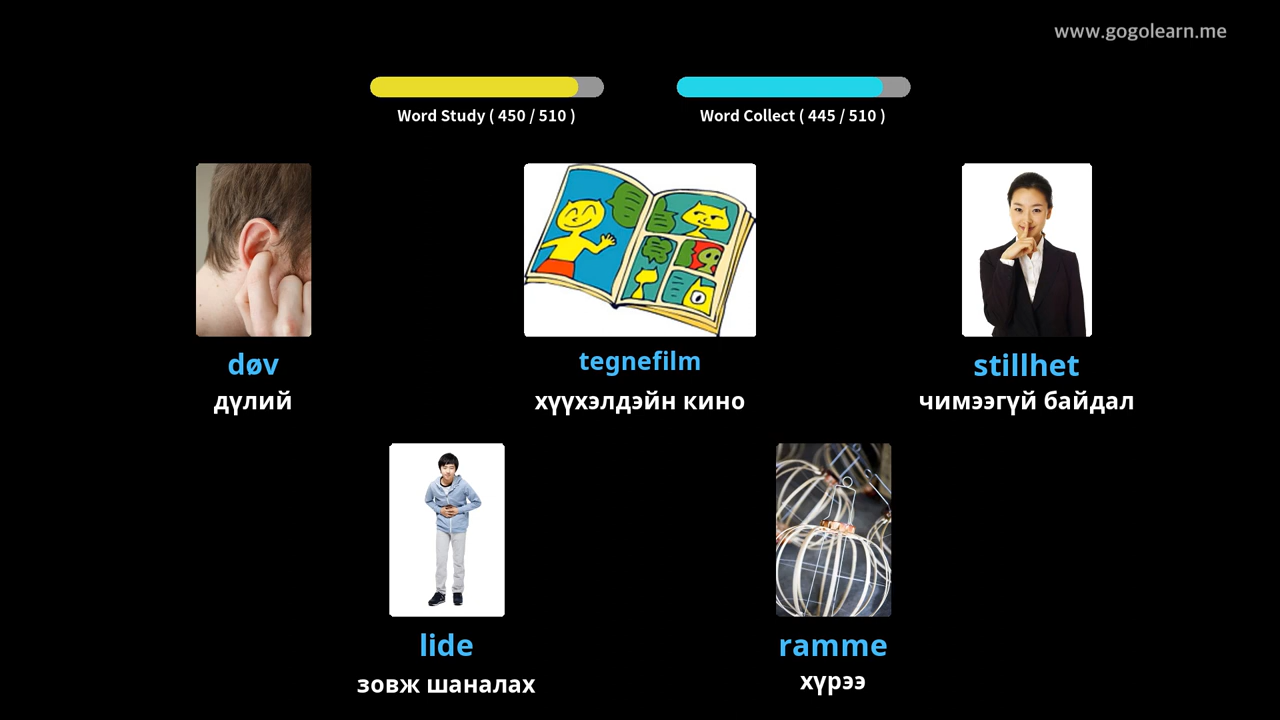 www.gogolearn.me
Word Study ( 450 / 510 )
Word Collect ( 445 / 510 )
døv
дүлий
tegnefilm
хүүхэлдэйн кино
stillhet
чимээгүй байдал
lide
зовж шаналах
ramme
хүрээ